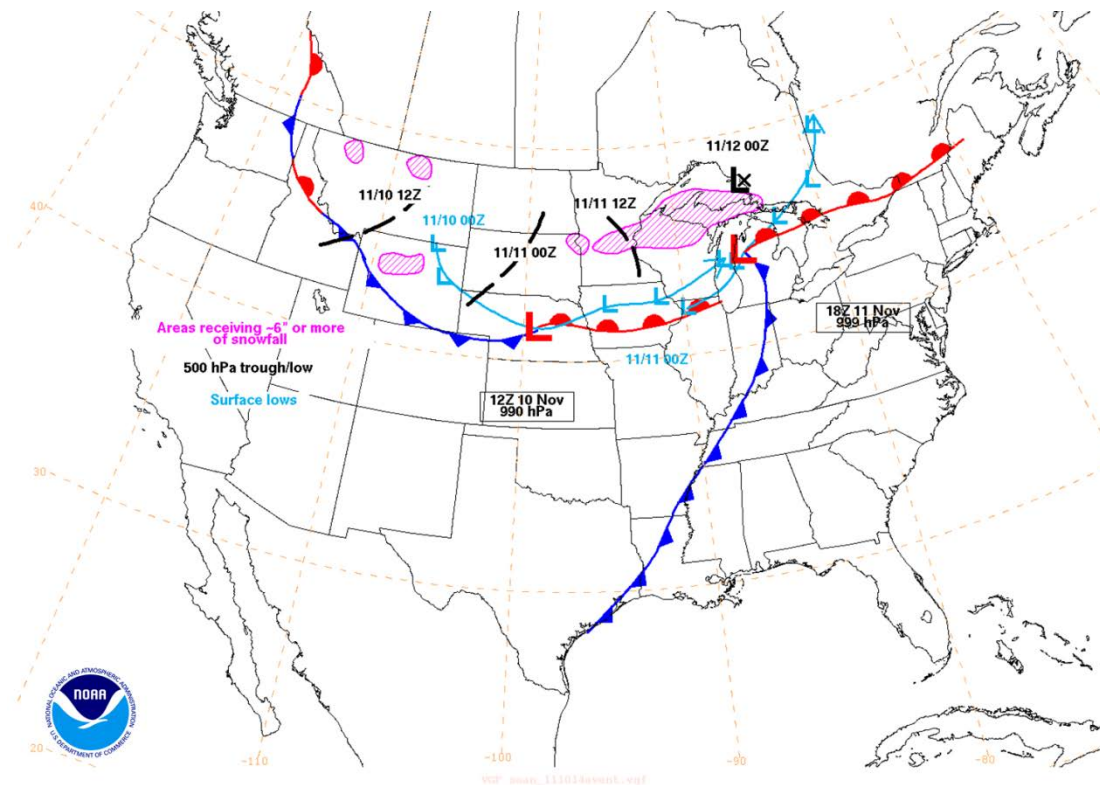 11/12 00Z
11/10 12Z
11/11 12Z
40
11/10 00Z
11/11 00Z
L
L
L
L
L
L
L
L
L
L
L
18Z 11 Nov
999 hPa
Areas receiving ~6" or more
of snowfall
500 hPa trough/low
Surface lows
11/11 00Z
12Z 10 Nov
990 hPa
30
NATIONAL OCEANIC AND ATMOSPHERIC ADMINISTRATION
NOAA
U.S. DEPARTMENT OF COMMERCE
20
-110
-100
-90
-80